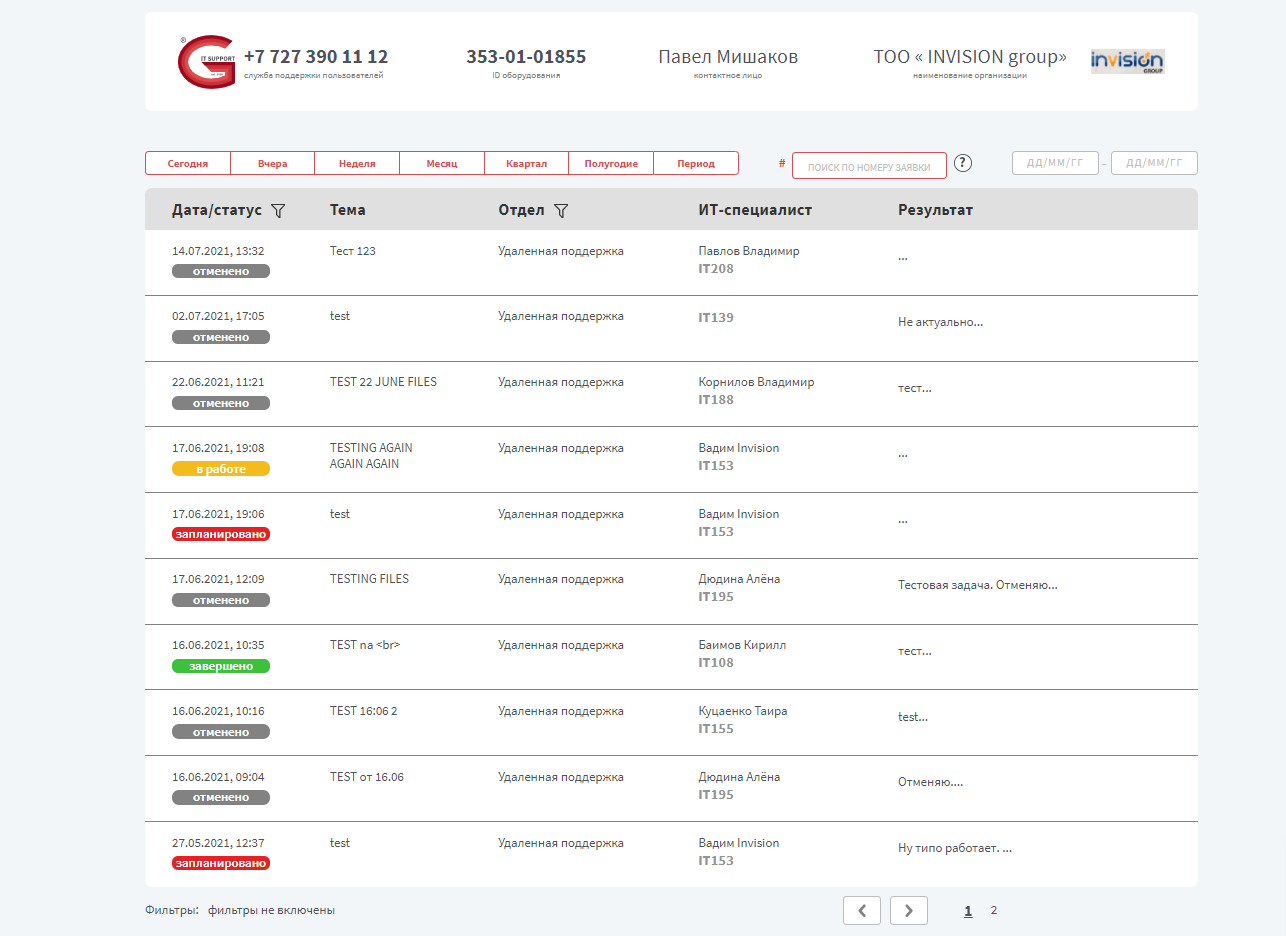 ® IT SUPPORT
+7 727 390 11 12
служба поддержки пользователей
353-01-01855
ID оборудования
Павел Мишаков
контактное лицо
ТОО « INVISION group»
наименование организации
invision
GROUP
Сегодня Вчера Неделя Месяц Квартал Полугодие Период # ПОИСК ПО НОМЕРУ ЗАЯВКИ ? ДД/ММ/ГГ – ДД/ММ/ГГ
Дата/статус Тема Отдел ИТ-специалист Результат
14.07.2021, 13:32 Тест 123 Удаленная поддержка Павлов Владимир ...
отменено IT208
02.07.2021, 17:05 test Удаленная поддержка IT139 Не актуально...
отменено
22.06.2021, 11:21 TEST 22 JUNE FILES Удаленная поддержка Корнилов Владимир тест...
отменено IT188
17.06.2021, 19:08 TESTING AGAIN Удаленная поддержка Вадим Invision ...
в работе AGAIN AGAIN IT153
17.06.2021, 19:06 test Удаленная поддержка Вадим Invision ...
запланировано IT153
17.06.2021, 12:09 TESTING FILES Удаленная поддержка Дюдина Алёна Тестовая задача. Отменяю...
отменено IT195
16.06.2021, 10:35 TEST na <br> Удаленная поддержка Баимов Кирилл тест...
завершено IT108
16.06.2021, 10:16 TEST 16:06 2 Удаленная поддержка Куцаенко Таира test...
отменено IT155
16.06.2021, 09:04 TEST от 16.06 Удаленная поддержка Дюдина Алёна Отменяю....
отменено IT195
27.05.2021, 12:37 test Удаленная поддержка Вадим Invision Ну типо работает. ...
запланировано IT153
Фильтры: фильтры не включены 1 2